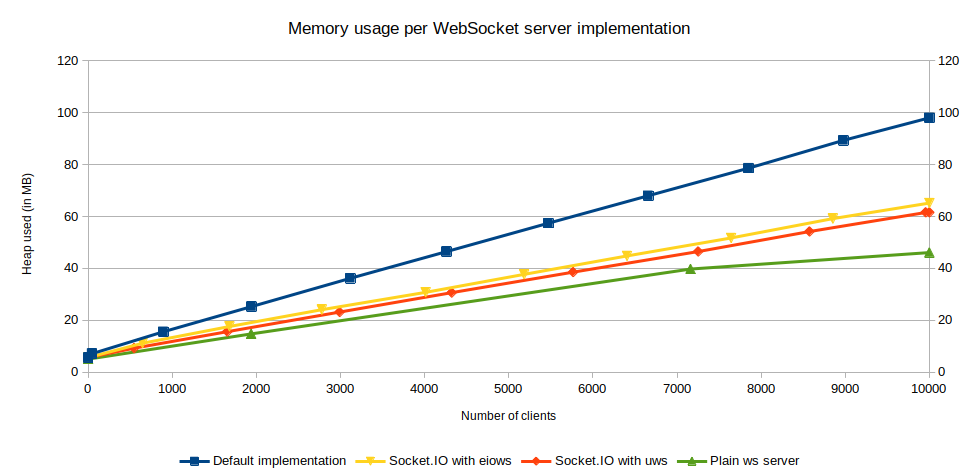 Memory usage per WebSocket server implementation
120 120
100 100
80 80
60 60
40 40
20 20
0 0
Heap used (in MB)
0 1000 2000 3000 4000 5000 6000 7000 8000 9000 10000
Number of clients
Default implementation Socket.IO with eiows Socket.IO with uws Plain ws server